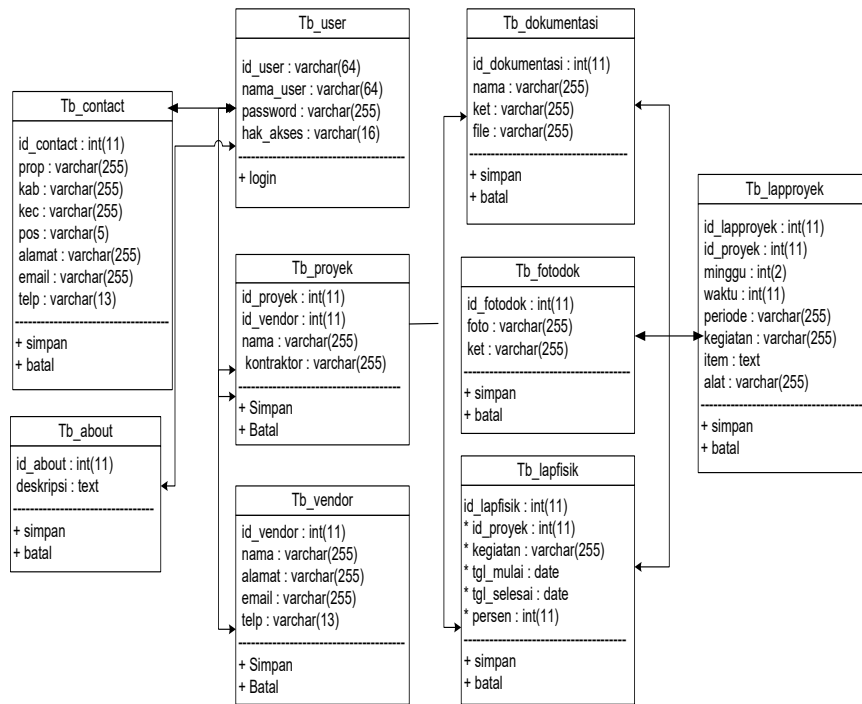 Tb_contact
id_contact : int(11)
prop : varchar(255)
kab : varchar(255)
kec : varchar(255)
pos : varchar(5)
alamat : varchar(255)
email : varchar(255)
telp : varchar(13)
+ simpan
+ batal
Tb_about
id_about : int(11)
deskripsi : text
+ simpan
+ batal
Tb_user
id_user : varchar(64)
nama_user : varchar(64)
password : varchar(255)
hak_akses : varchar(16)
+ login
Tb_proyek
id_proyek : int(11)
id_vendor : int(11)
nama : varchar(255)
kontraktor : varchar(255)
+ Simpan
+ Batal
Tb_vendor
id_vendor : int(11)
nama : varchar(255)
alamat : varchar(255)
email : varchar(255)
telp : varchar(13)
+ Simpan
+ Batal
Tb_dokumentasi
id_dokumentasi : int(11)
nama : varchar(255)
ket : varchar(255)
file : varchar(255)
+ simpan
+ batal
Tb_fotodok
id_fotodok : int(11)
foto : varchar(255)
ket : varchar(255)
+ simpan
+ batal
Tb_lapfisik
id_lapfisik : int(11)
* id_proyek : int(11)
* kegiatan : varchar(255)
* tgl_mulai : date
* tgl_selesai : date
* persen : int(11)
+ simpan
+ batal
Tb_lapproyek
id_lapproyek : int(11)
id_proyek : int(11)
minggu : int(2)
waktu : int(11)
periode : varchar(255)
kegiatan : varchar(255)
item : text
alat : varchar(255)
+ simpan
+ batal